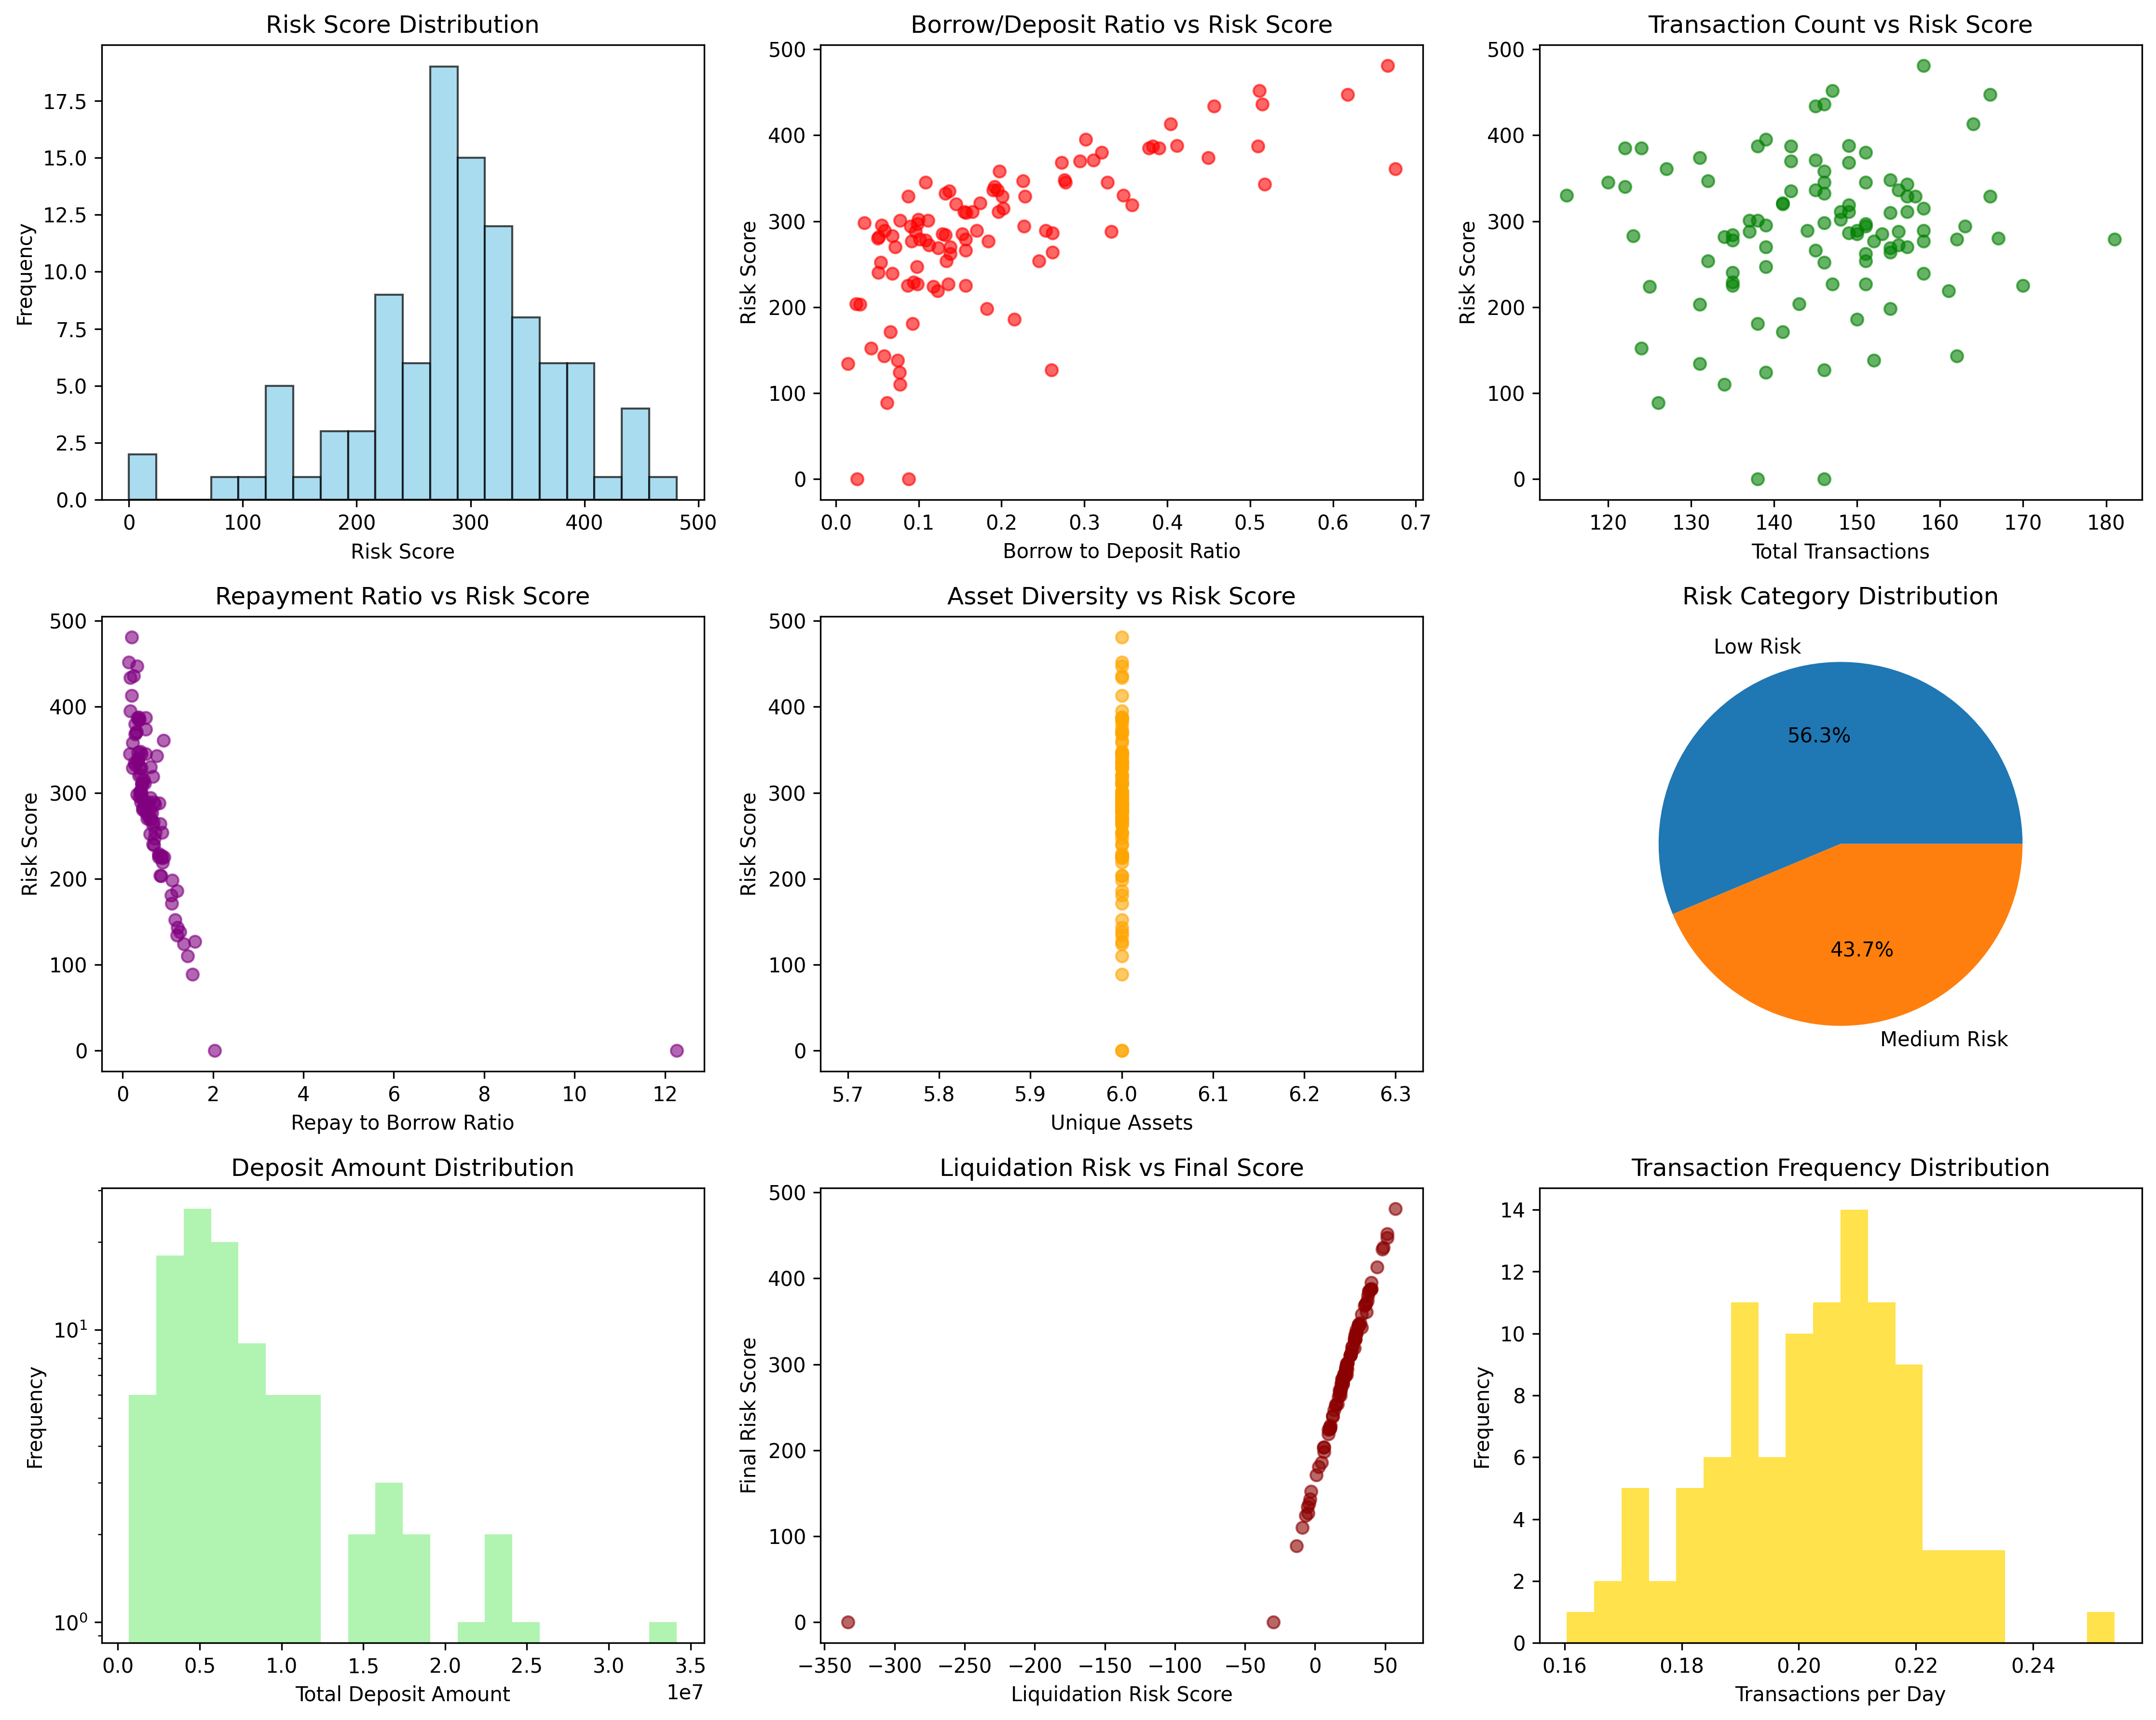 Risk Score Distribution
17.5
15.0
12.5
10.0
7.5
5.0
2.5
0.0
Frequency
0 100 200 300 400 500
Risk Score
Borrow/Deposit Ratio vs Risk Score
500
400
300
200
100
0
Risk Score
0.0 0.1 0.2 0.3 0.4 0.5 0.6 0.7
Borrow to Deposit Ratio
Transaction Count vs Risk Score
500
400
300
200
100
0
Risk Score
120 130 140 150 160 170 180
Total Transactions
Repayment Ratio vs Risk Score
500
400
300
200
100
0
Risk Score
0 2 4 6 8 10 12
Repay to Borrow Ratio
Asset Diversity vs Risk Score
500
400
300
200
100
0
Risk Score
5.7 5.8 5.9 6.0 6.1 6.2 6.3
Unique Assets
Risk Category Distribution
Low Risk
56.3%
43.7%
Medium Risk
Deposit Amount Distribution
10¹
10⁰
Frequency
0.0 0.5 1.0 1.5 2.0 2.5 3.0 3.5
1e7
Total Deposit Amount
Liquidation Risk vs Final Score
500
400
300
200
100
0
Final Risk Score
−350 −300 −250 −200 −150 −100 −50 0 50
Liquidation Risk Score
Transaction Frequency Distribution
14
12
10
8
6
4
2
0
Frequency
0.16 0.18 0.20 0.22 0.24
Transactions per Day